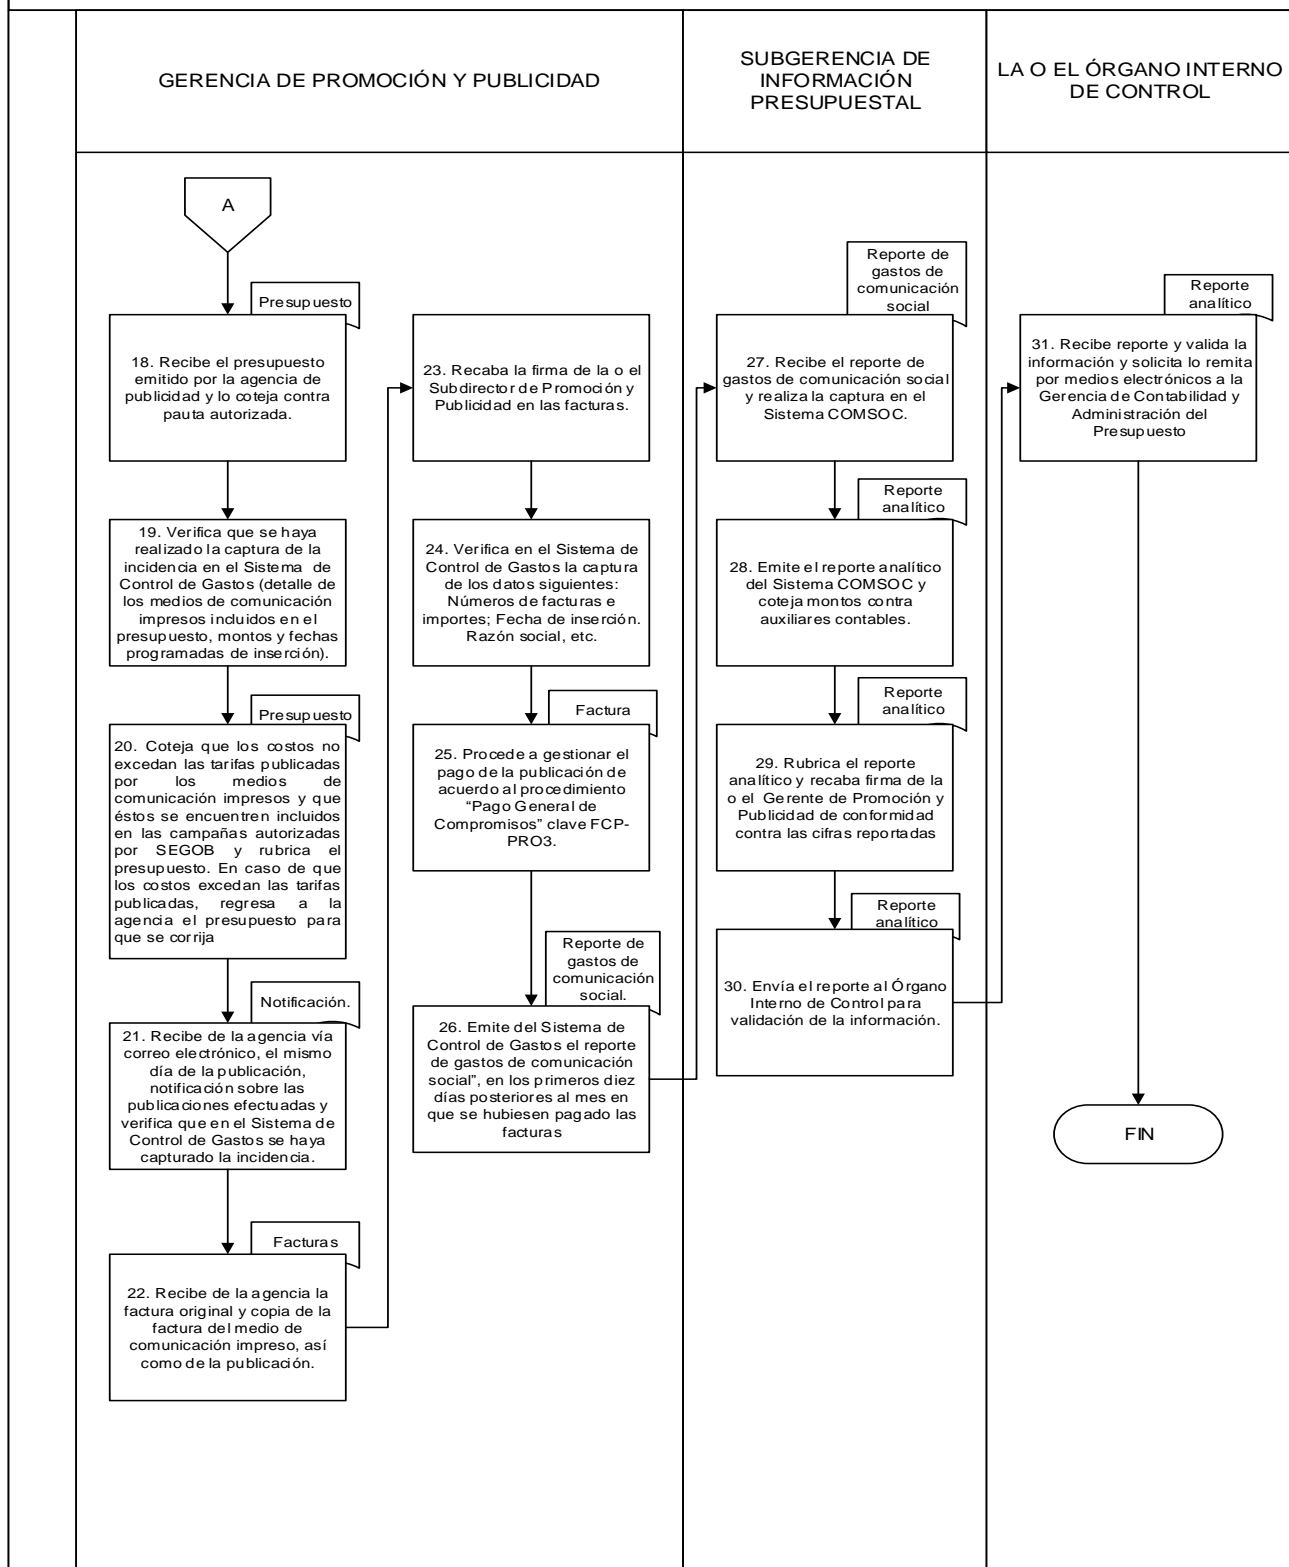 GERENCIA DE PROMOCIÓN Y PUBLICIDAD
SUBGERENCIA DE
INFORMACIÓN
PRESUPUESTAL
LA O EL ÓRGANO INTERNO
DE CONTROL
A
Presupuesto
18. Recibe el presupuesto
emitido por la agencia de
publicidad y lo coteja contra
pauta autorizada.
19. Verifica que se haya
realizado la captura de la
incidencia en el Sistema de
Control de Gastos (detalle de
los medios de comunicación
impresos incluidos en el
presupuesto, montos y fechas
programadas de inserción).
Presupuesto
20. Coteja que los costos no
excedan las tarifas publicadas
por los medios de
comunicación impresos y que
éstos se encuentren incluidos
en las campañas autorizadas
por SEGOB y rubrica el
presupuesto. En caso de que
los costos excedan las tarifas
publicadas, regresa a la
agencia el presupuesto para
que se corrija
Notificación.
21. Recibe de la agencia vía
correo electrónico, el mismo
día de la publicación,
notificación sobre las
publicaciones efectuadas y
verifica que en el Sistema de
Control de Gastos se haya
capturado la incidencia.
Facturas
22. Recibe de la agencia la
factura original y copia de la
factura del medio de
comunicación impreso, así
como de la publicación.
23. Recaba la firma de la o el
Subdirector de Promoción y
Publicidad en las facturas.
24. Verifica en el Sistema de
Control de Gastos la captura
de los datos siguientes:
Números de facturas e
importes; Fecha de inserción.
Razón social, etc.
Factura
25. Procede a gestionar el
pago de la publicación de
acuerdo al procedimiento
“Pago General de
Compromisos” clave FCP-
PRO3.
Reporte de
gastos de
comunicación
social.
26. Emite del Sistema de
Control de Gastos el reporte
de gastos de comunicación
social”, en los primeros diez
días posteriores al mes en
que se hubiesen pagado las
facturas
Reporte de
gastos de
comunicación
social
27. Recibe el reporte de
gastos de comunicación social
y realiza la captura en el
Sistema COMSOC.
Reporte
analítico
28. Emite el reporte analítico
del Sistema COMSOC y
coteja montos contra
auxiliares contables.
Reporte
analítico
29. Rubrica el reporte
analítico y recaba firma de la
o el Gerente de Promoción y
Publicidad de conformidad
contra las cifras reportadas
Reporte
analítico
30. Envía el reporte al Órgano
Interno de Control para
validación de la información.
Reporte
analítico
31. Recibe reporte y valida la
información y solicita lo remita
por medios electrónicos a la
Gerencia de Contabilidad y
Administración del
Presupuesto
FIN